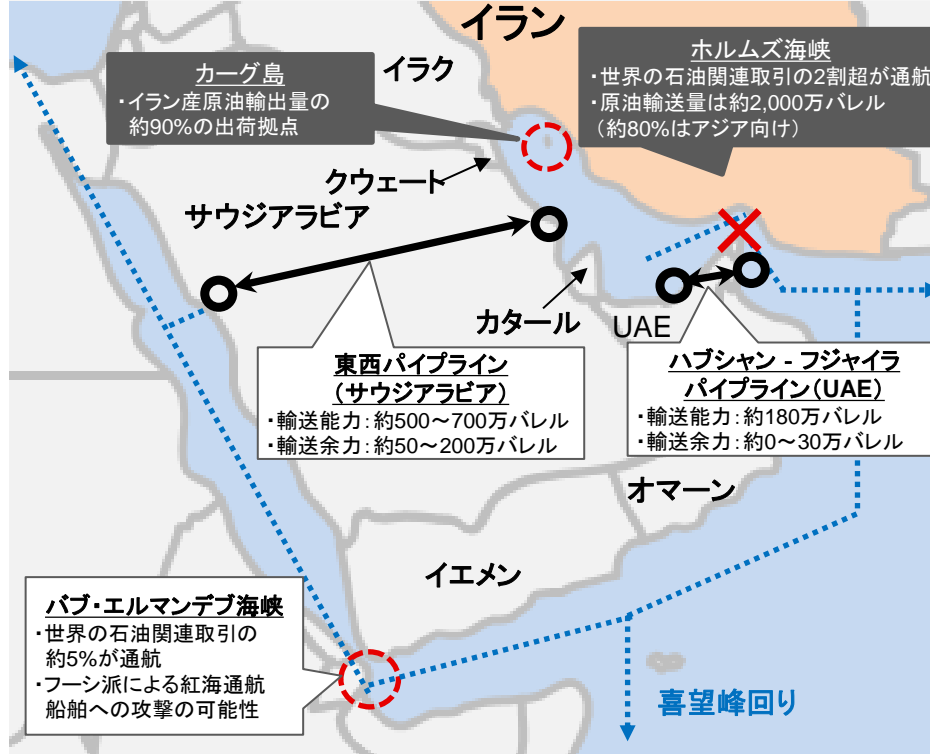 イラン
カーグ島
・イラン産原油輸出量の
約90%の出荷拠点
イラク
ホルムズ海峡
・世界の石油関連取引の2割超が通航
・原油輸送量は約2,000万バレル
（約80%はアジア向け）
クウェート
サウジアラビア
カタール
UAE
東西パイプライン
（サウジアラビア）
・輸送能力：約500～700万バレル
・輸送余力：約50～200万バレル
ハブシャン - フジャイラ
パイプライン（UAE）
・輸送能力：約180万バレル
・輸送余力：約0～30万バレル
オマーン
イエメン
バブ・エルマンデブ海峡
・世界の石油関連取引の
約5%が通航
・フーシ派による紅海通航
船舶への攻撃の可能性
喜望峰回り